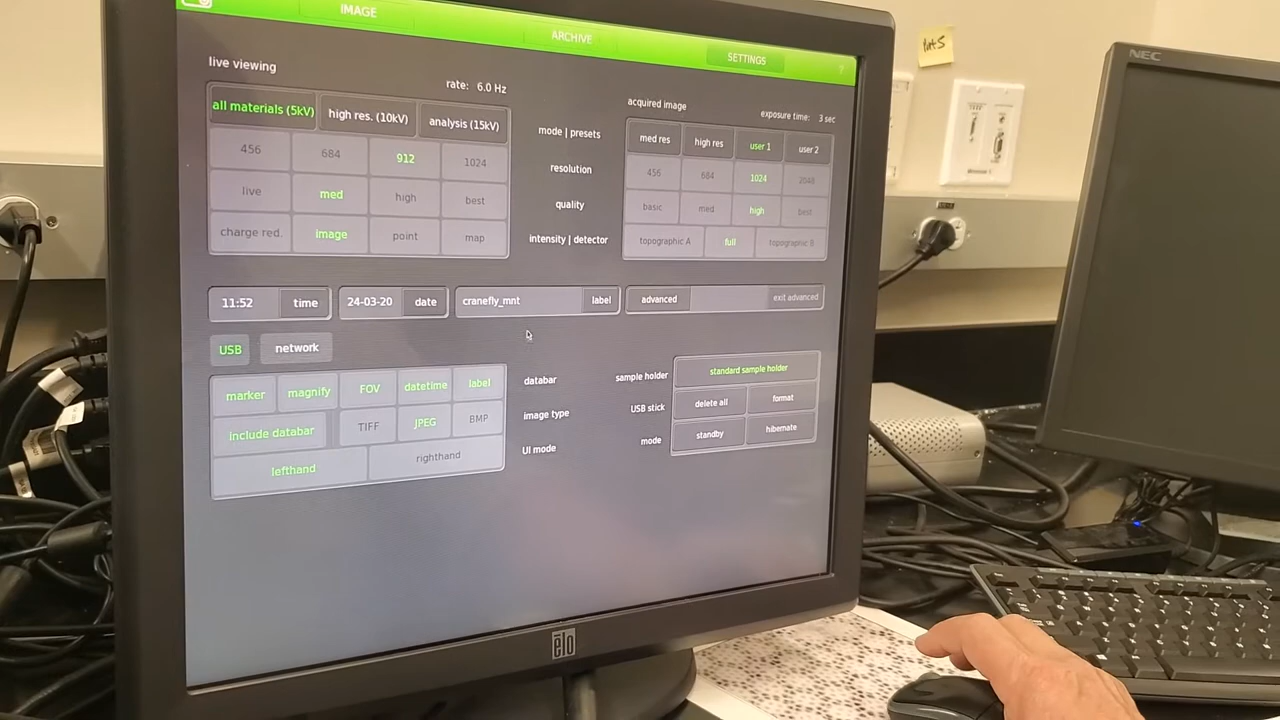 IMAGE
ARCHIVE
SETTINGS
?
live viewing
rate: 6.0 Hz
all materials (5kV)
high res. (10kV)
analysis (15kV)
456
684
912
1024
live
med
high
best
charge red.
image
point
map
mode | presets
resolution
quality
intensity | detector
acquired image
exposure time: 3 sec
med res
high res
user 1
user 2
456
684
1024
2048
basic
med
high
best
topographic A
full
topographic B
11:52
time
24-03-20
date
cranefly_mnt
label
advanced
exit advanced
USB
network
marker
magnify
FOV
datetime
label
include databar
TIFF
JPEG
BMP
lefthand
righthand
databar
image type
UI mode
sample holder
USB stick
mode
standard sample holder
delete all
format
standby
hibernate
elo
NEC